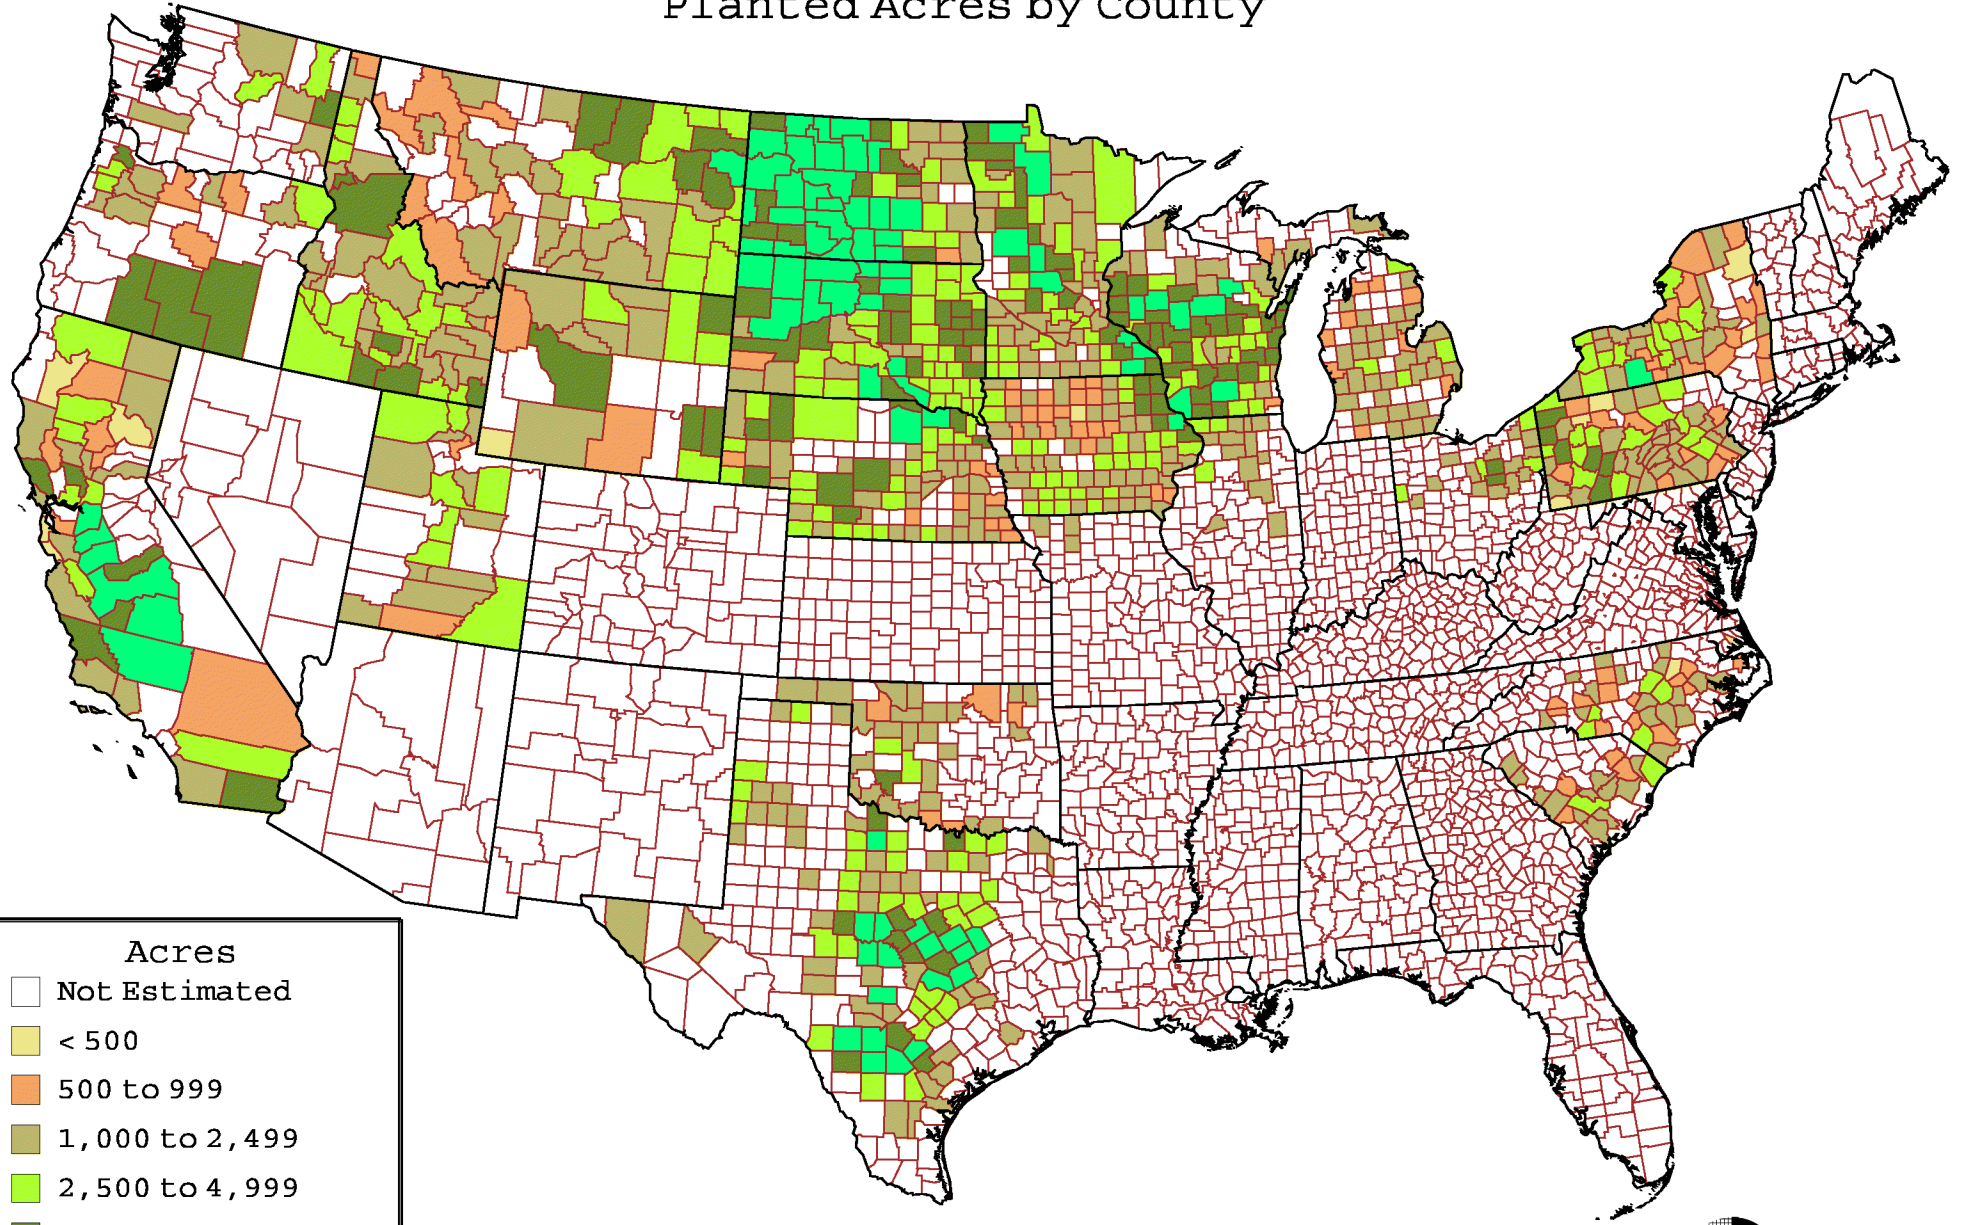 Planted Acres by County
Acres
Not Estimated
< 500
500 to 999
1,000 to 2,499
2,500 to 4,999